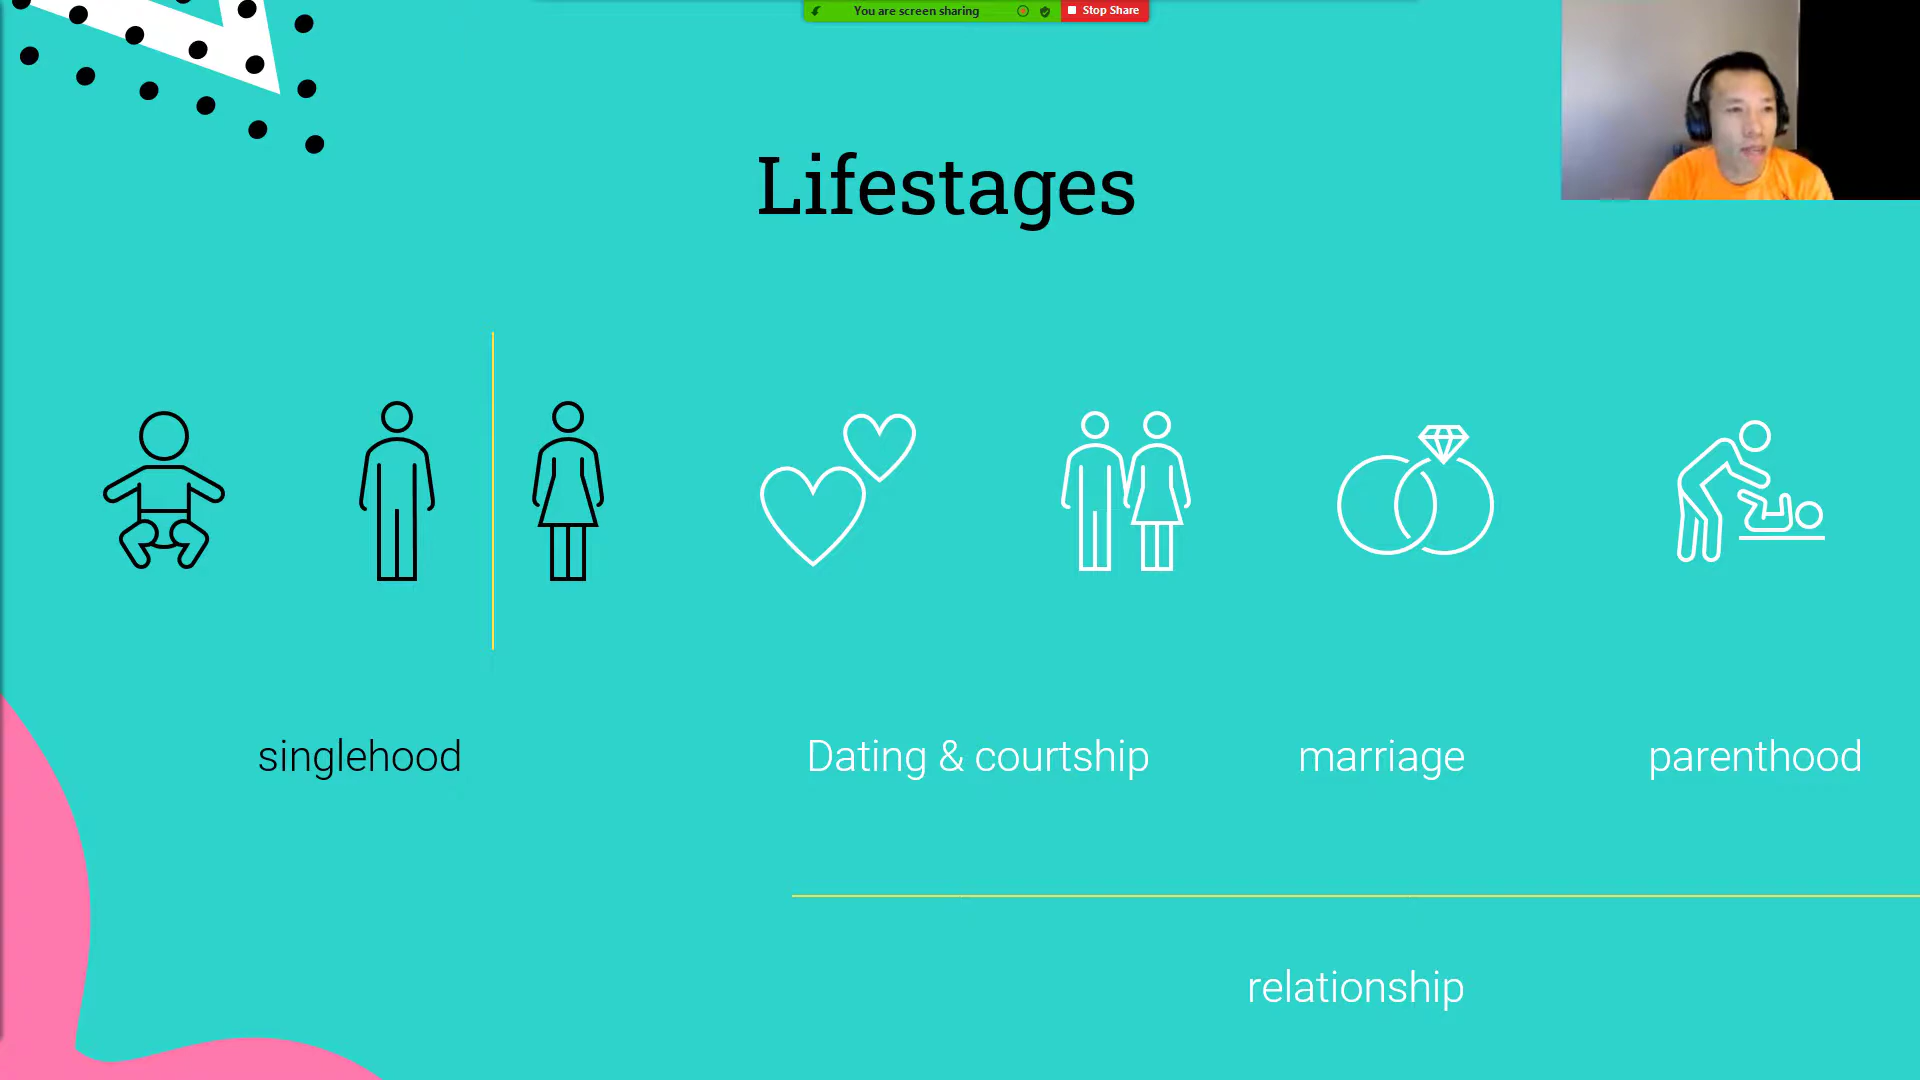 You are screen sharing
Stop Share
Lifestages
singlehood
Dating & courtship
marriage
parenthood
relationship